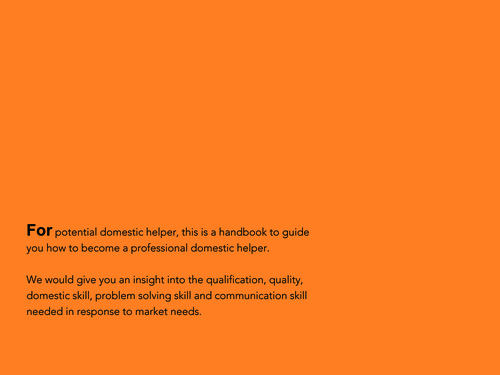 For potential domestic helper, this is a handbook to guide
you how to become a professional domestic helper.
We would give you an insight into the qualification, quality,
domestic skill, problem solving skill and communication skill
needed in response to market needs.